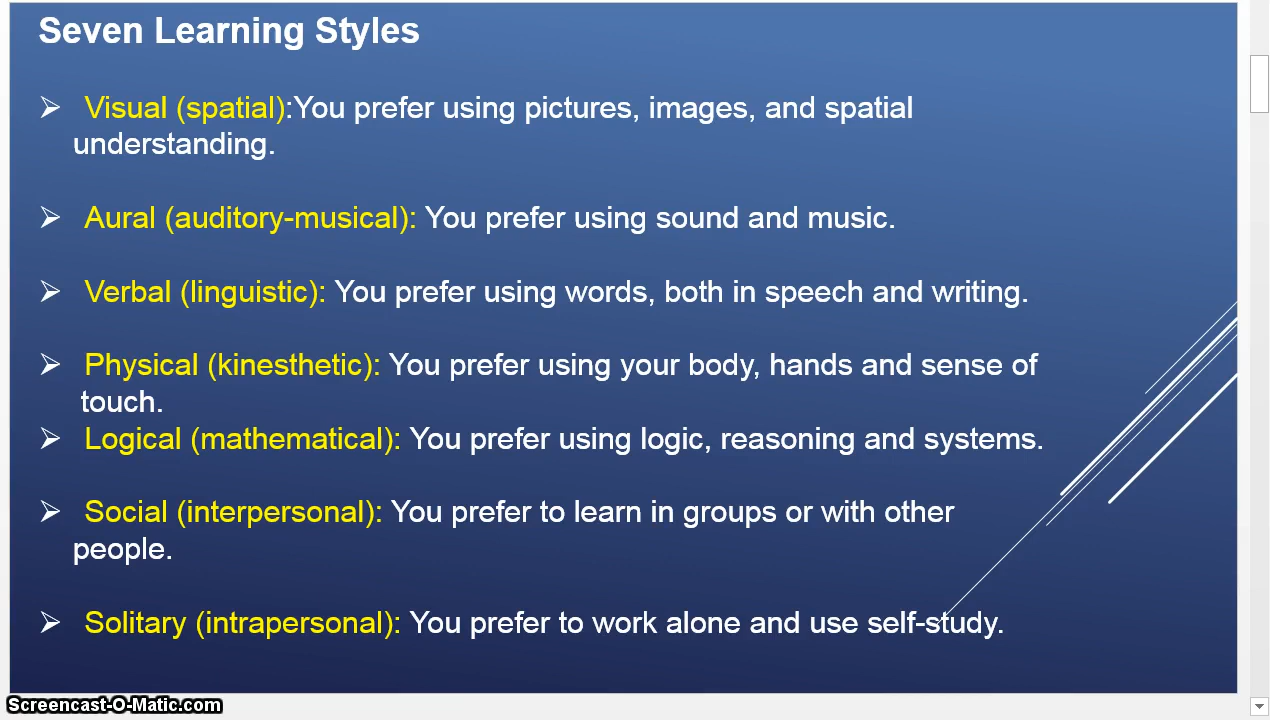 Seven Learning Styles
➢ Visual (spatial):You prefer using pictures, images, and spatial
understanding.
➢ Aural (auditory-musical): You prefer using sound and music.
➢ Verbal (linguistic): You prefer using words, both in speech and writing.
➢ Physical (kinesthetic): You prefer using your body, hands and sense of
touch.
➢ Logical (mathematical): You prefer using logic, reasoning and systems.
➢ Social (interpersonal): You prefer to learn in groups or with other
people.
➢ Solitary (intrapersonal): You prefer to work alone and use self-study.
Screencast-O-Matic.com